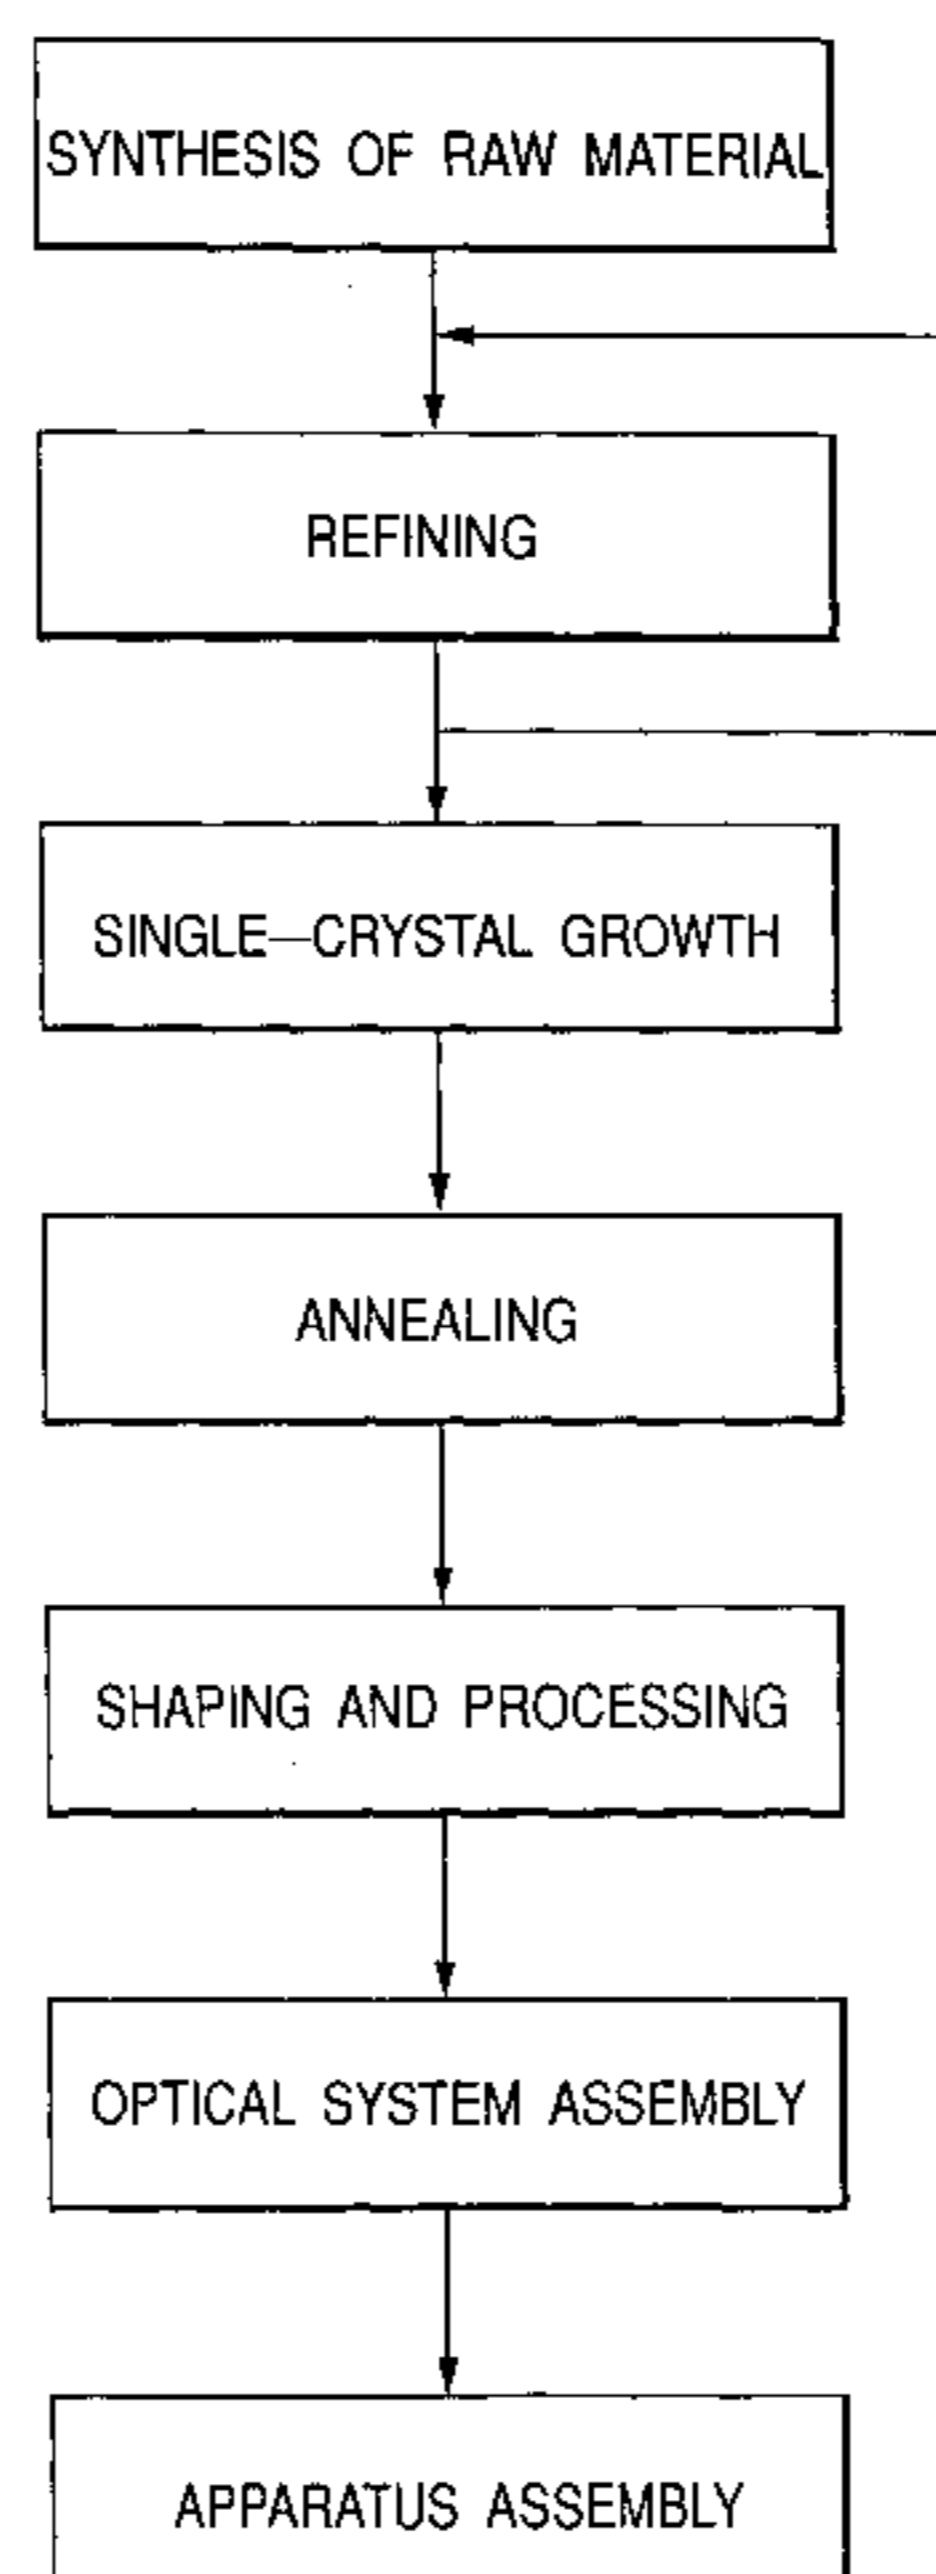 SYNTHESIS OF RAW MATERIAL
REFINING
SINGLE—CRYSTAL GROWTH
ANNEALING
SHAPING AND PROCESSING
OPTICAL SYSTEM ASSEMBLY
APPARATUS ASSEMBLY